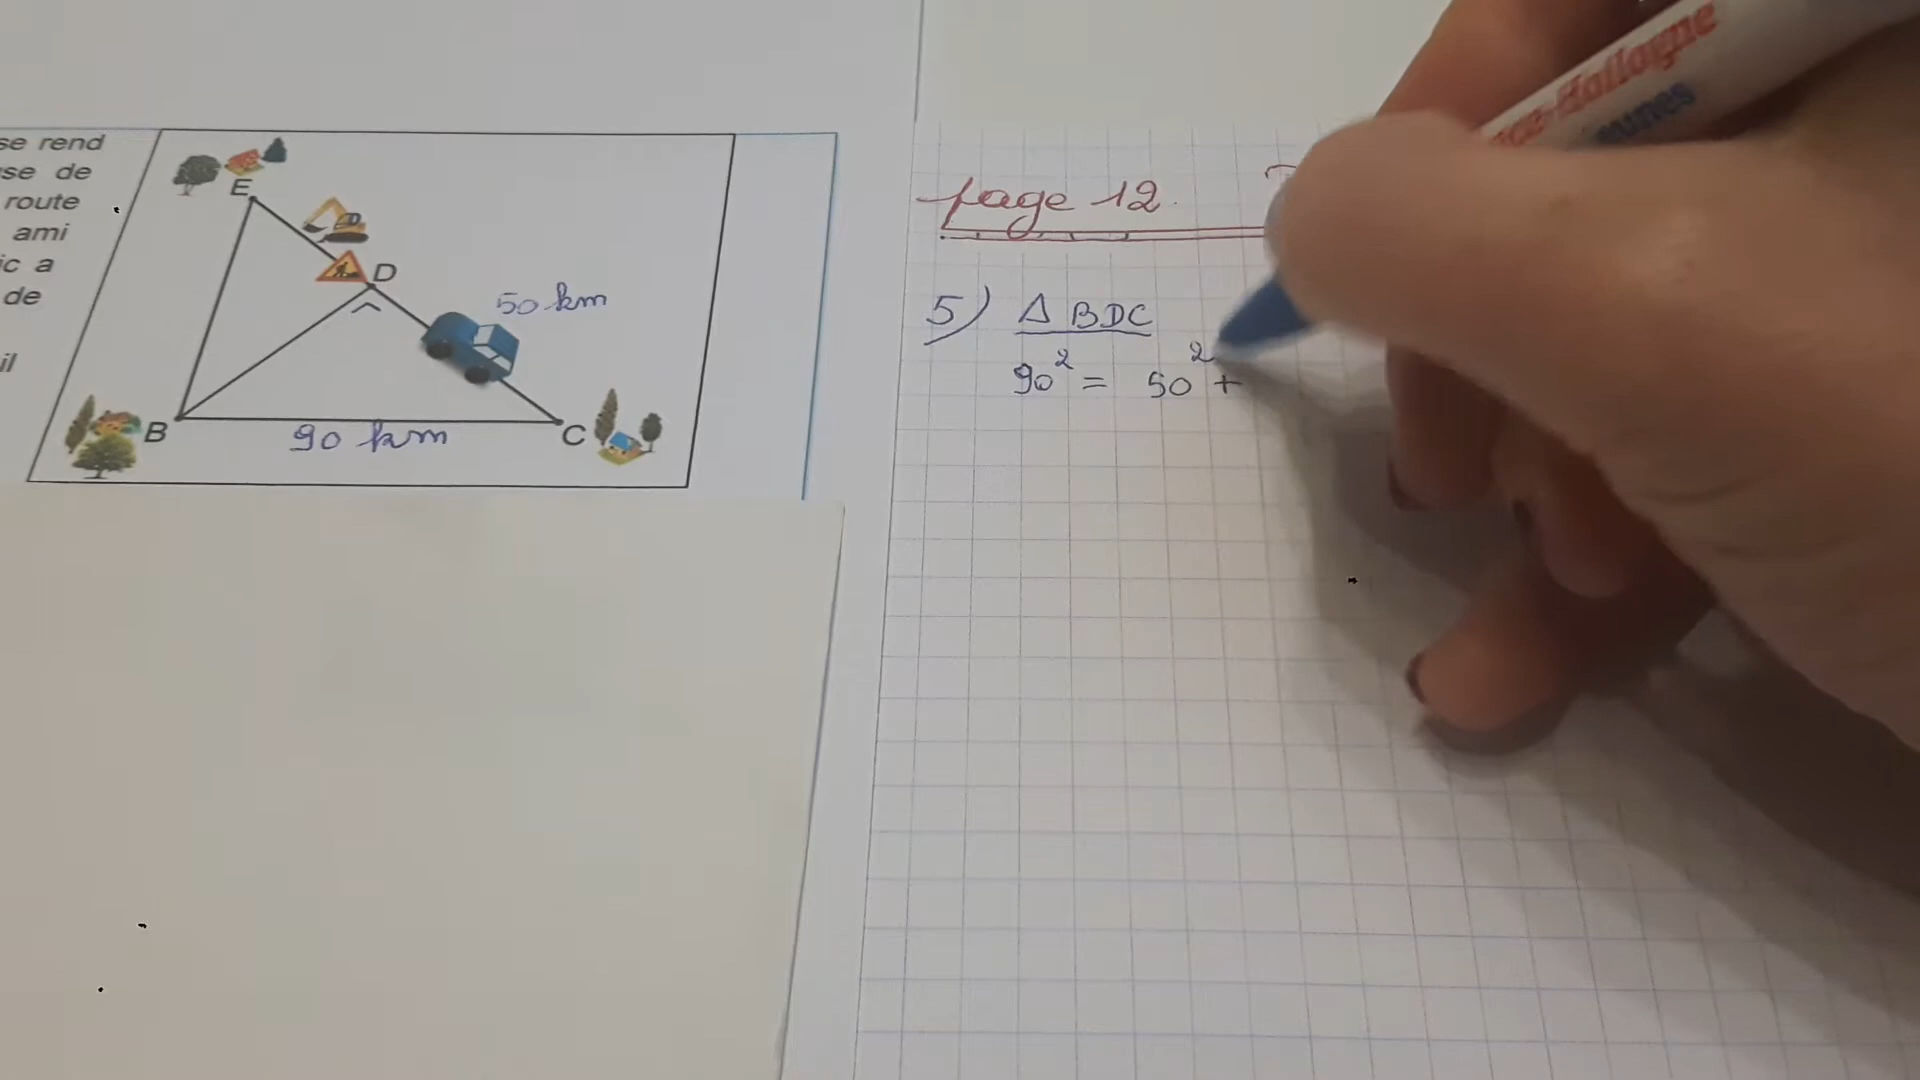 se rend
se de
route
ami
ic a
de
il
E
D
50 km
B
90 km
C
page 12.
5) Δ BDC
90² = 50² +